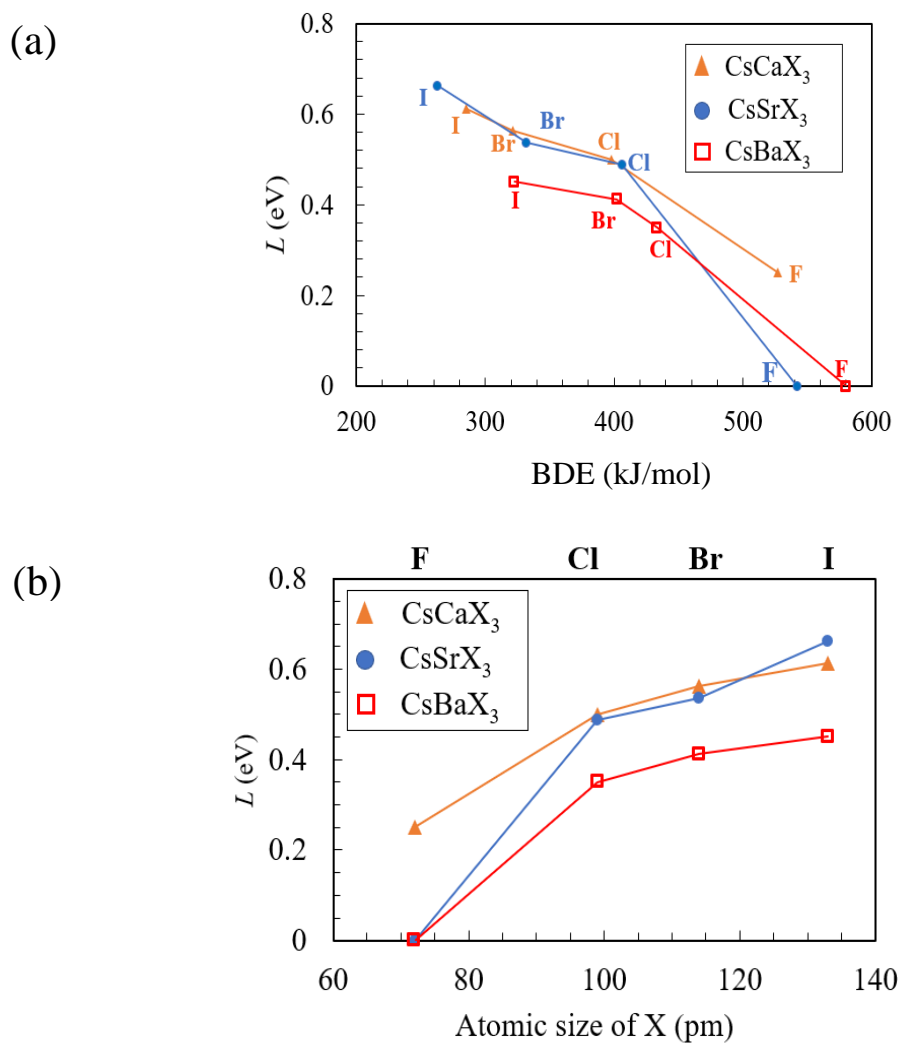 (a)
0.8
0.6
0.4
0.2
0
L (eV)
CsCaX3
CsSrX3
CsBaX3
I
I
Br
Br
Cl
Cl
I
Br
Cl
F
F
F
200 300 400 500 600
BDE (kJ/mol)
(b)
F Cl Br I
0.8
0.6
0.4
0.2
0
L (eV)
CsCaX3
CsSrX3
CsBaX3
60 80 100 120 140
Atomic size of X (pm)